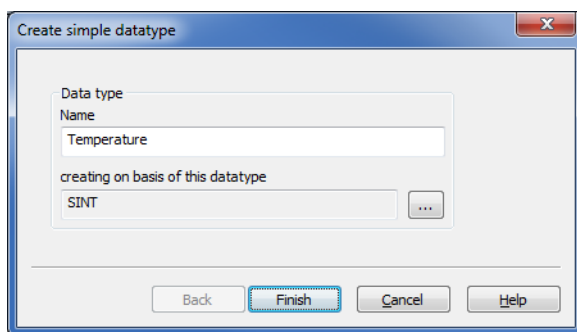 Create simple datatype
Data type
Name
Temperature
creating on basis of this datatype
SINT
...
Back Finish Cancel Help